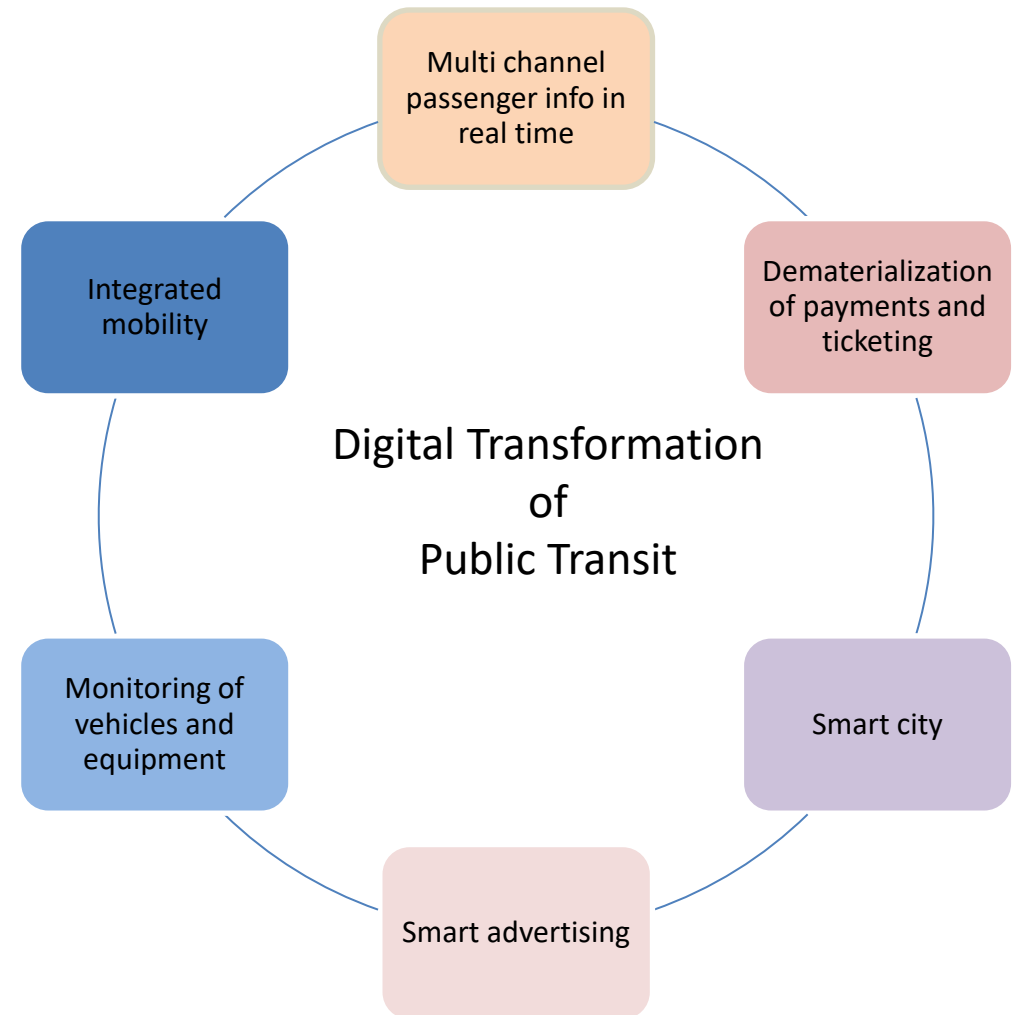 Multi channel
passenger info in
real time
Dematerialization
of payments and
ticketing
Smart city
Smart advertising
Monitoring of
vehicles and
equipment
Integrated
mobility
Digital Transformation
of
Public Transit